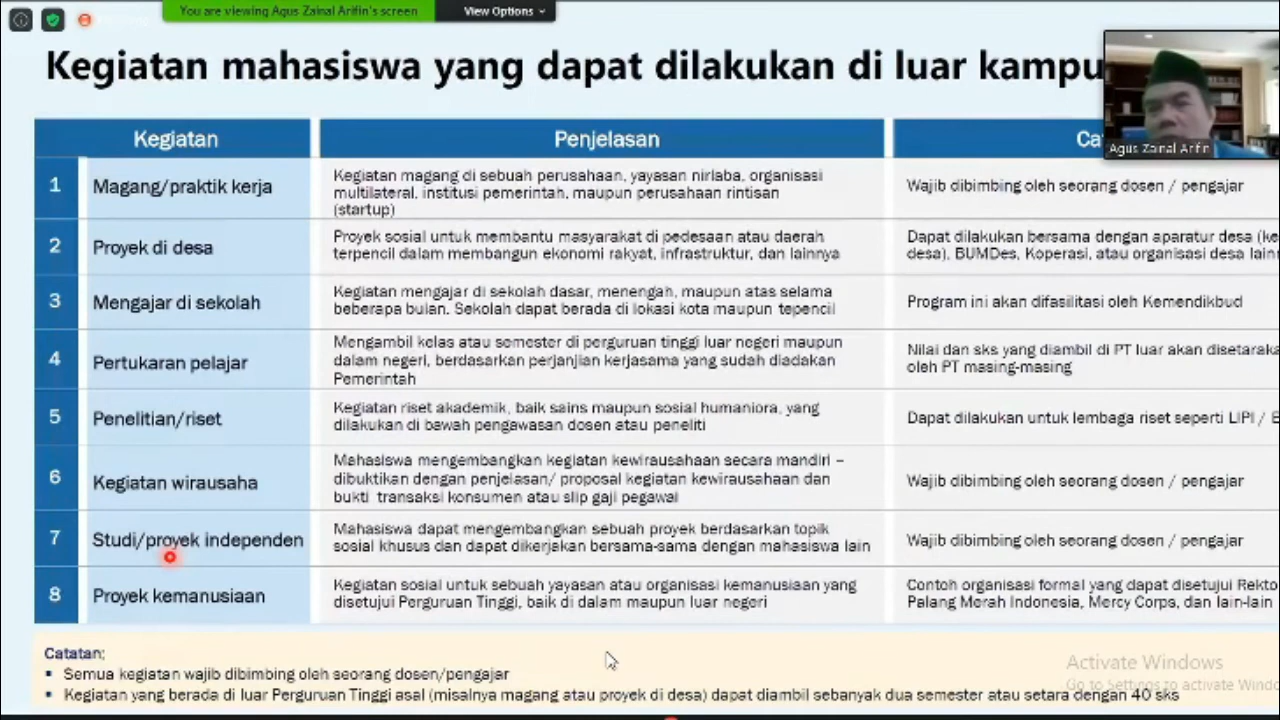 You are viewing Agus Zainal Arifin's screen
View Options
Kegiatan mahasiswa yang dapat dilakukan di luar kampu
Agus Zainal Arifin
Kegiatan
Penjelasan
1
Magang/praktik kerja
Kegiatan magang di sebuah perusahaan, yayasan nirlaba, organisasi
multilateral, institusi pemerintah, maupun perusahaan rintisan
(startup)
Wajib dibimbing oleh seorang dosen / pengajar
2
Proyek di desa
Proyek sosial untuk membantu masyarakat di pedesaan atau daerah
terpencil dalam membangun ekonomi rakyat, infrastruktur, dan lainnya
Dapat dilakukan bersama dengan aparatur desa (ke
desa), BUMDes, Koperasi, atau organisasi desa lainn
3
Mengajar di sekolah
Kegiatan mengajar di sekolah dasar, menengah, maupun atas selama
beberapa bulan. Sekolah dapat berada di lokasi kota maupun tepencil
Program ini akan difasilitasi oleh Kemendikbud
4
Pertukaran pelajar
Mengambil kelas atau semester di perguruan tinggi luar negeri maupun
dalam negeri, berdasarkan perjanjian kerjasama yang sudah diadakan
Pemerintah
Nilai dan sks yang diambil di PT luar akan disetaraka
oleh PT masing-masing
5
Penelitian/riset
Kegiatan riset akademik, baik sains maupun sosial humaniora, yang
dilakukan di bawah pengawasan dosen atau peneliti
Dapat dilakukan untuk lembaga riset seperti LIPI / B
6
Kegiatan wirausaha
Mahasiswa mengembangkan kegiatan kewirausahaan secara mandiri –
dibuktikan dengan penjelasan/ proposal kegiatan kewirausahaan dan
bukti transaksi konsumen atau slip gaji pegawai
Wajib dibimbing oleh seorang dosen / pengajar
7
Studi/proyek independen
Mahasiswa dapat mengembangkan sebuah proyek berdasarkan topik
sosial khusus dan dapat dikerjakan bersama-sama dengan mahasiswa lain
Wajib dibimbing oleh seorang dosen / pengajar
8
Proyek kemanusiaan
Kegiatan sosial untuk sebuah yayasan atau organisasi kemanusiaan yang
disetujui Perguruan Tinggi, baik di dalam maupun luar negeri
Contoh organisasi formal yang dapat disetujui Rekto
Palang Merah Indonesia, Mercy Corps, dan lain-lain
Catatan:
▪ Semua kegiatan wajib dibimbing oleh seorang dosen/pengajar
▪ Kegiatan yang berada di luar Perguruan Tinggi asal (misalnya magang atau proyek di desa) dapat diambil sebanyak dua semester atau setara dengan 40 sks
Activate Windows
Go to Settings to activate Windo